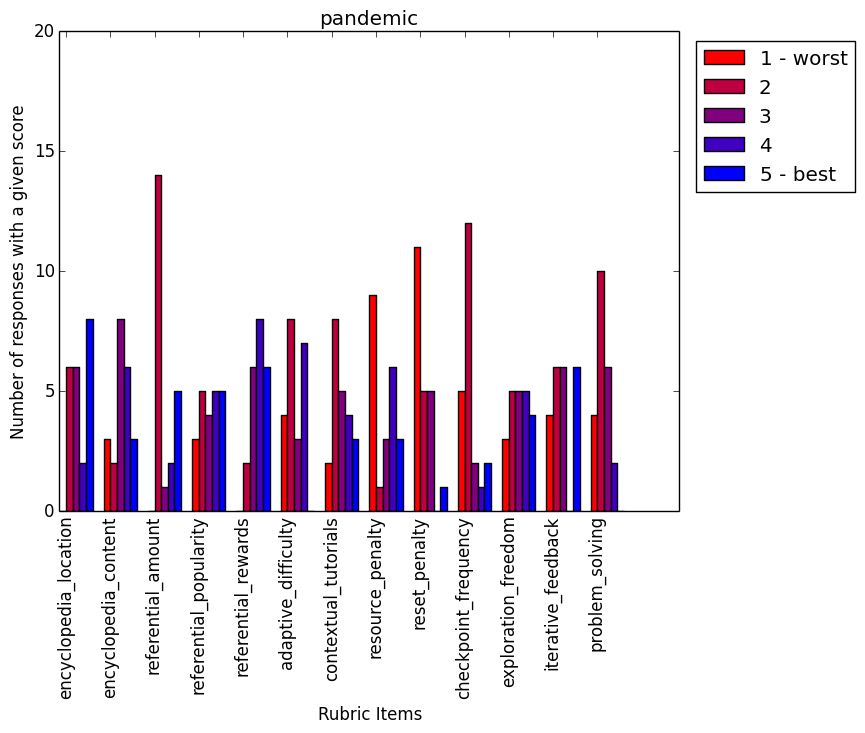 pandemic
20
15
10
5
0
Number of responses with a given score
1 - worst
2
3
4
5 - best
encyclopedia_location
encyclopedia_content
referential_amount
referential_popularity
referential_rewards
adaptive_difficulty
contextual_tutorials
resource_penalty
reset_penalty
checkpoint_frequency
exploration_freedom
iterative_feedback
problem_solving
Rubric Items